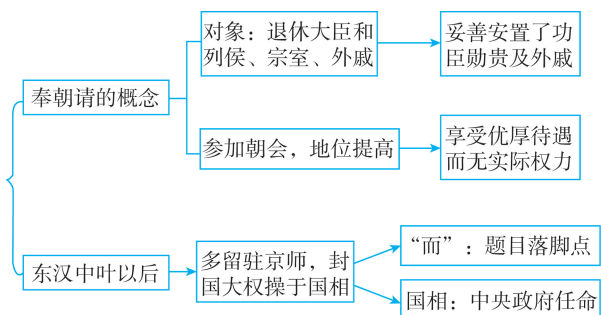 对象：退休大臣和
列侯、宗室、外戚
妥善安置了功
臣勋贵及外戚
奉朝请的概念
参加朝会，地位提高
享受优厚待遇
而无实际权力
东汉中叶以后
多留驻京师，封
国大权操于国相
“而”：题目落脚点
国相：中央政府任命